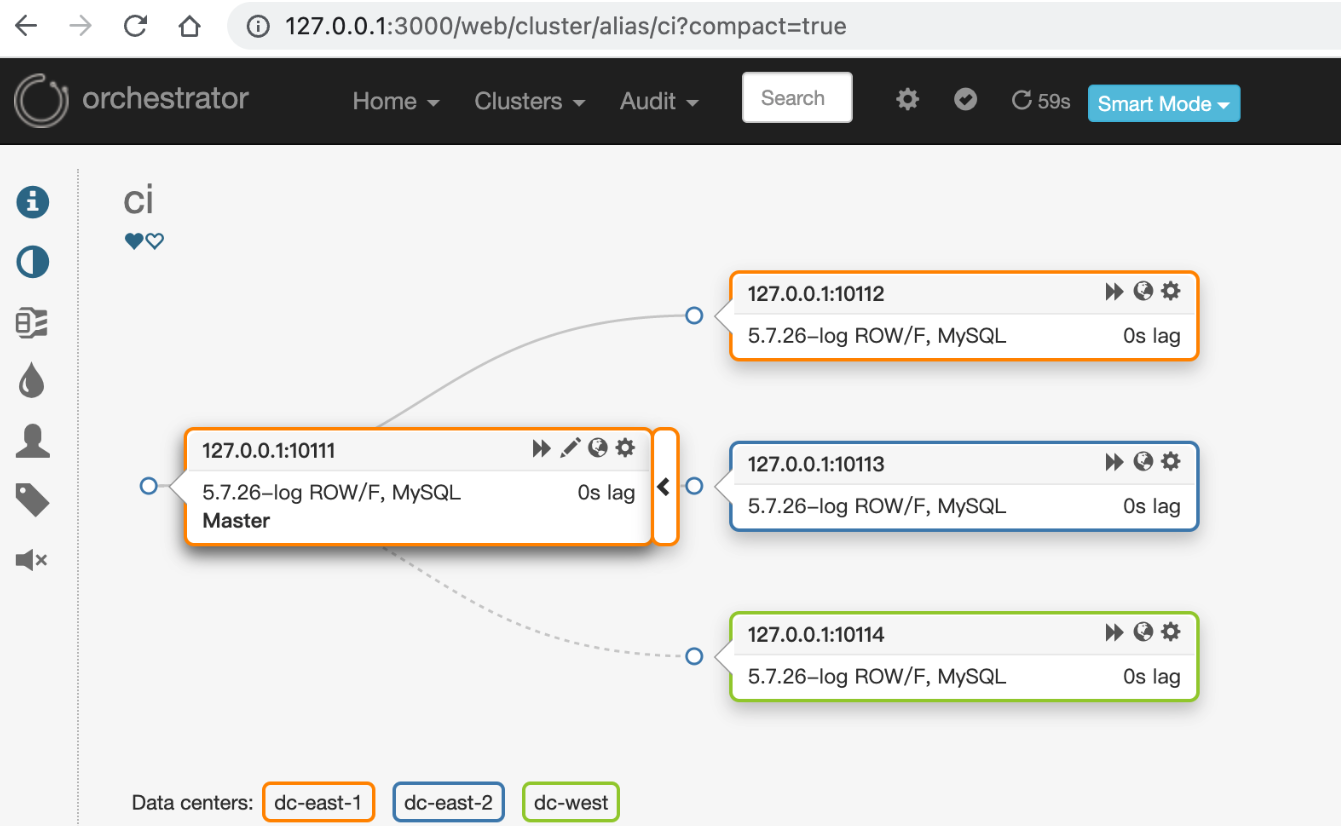 127.0.0.1:3000/web/cluster/alias/ci?compact=true
orchestrator
Home
Clusters
Audit
Search
59s
Smart Mode
ci
127.0.0.1:10112
5.7.26-log ROW/F, MySQL 0s lag
127.0.0.1:10111
5.7.26-log ROW/F, MySQL 0s lag
Master
127.0.0.1:10113
5.7.26-log ROW/F, MySQL 0s lag
127.0.0.1:10114
5.7.26-log ROW/F, MySQL 0s lag
Data centers: dc-east-1 dc-east-2 dc-west